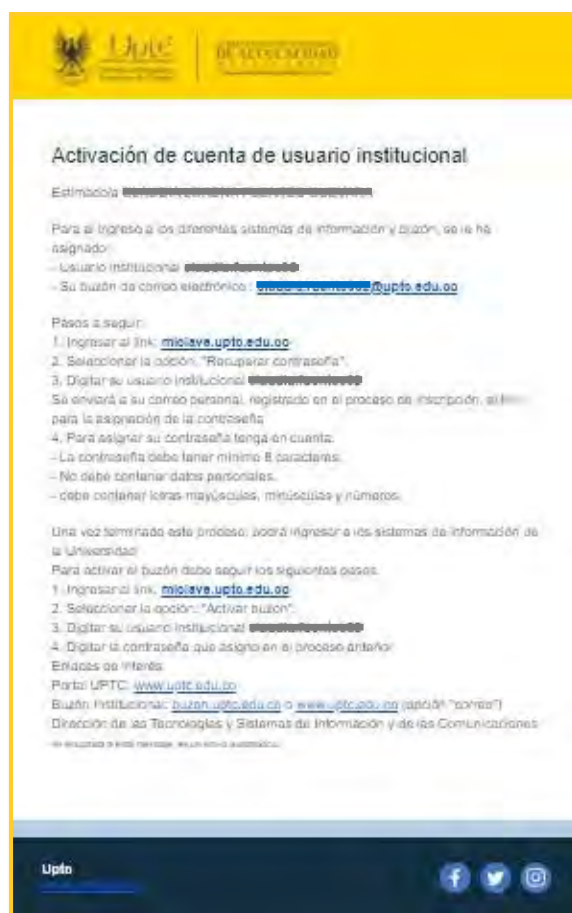 Uptc
DE ALTA CALIDAD
Activación de cuenta de usuario institucional
Estimado/a
Para el ingreso a los diferentes sistemas de información y buzón, se le ha
asignado:
- Usuario institucional
- Su buzón de correo electrónico : @uptc.edu.co
Pasos a seguir:
1. Ingresar al link: miclave.uptc.edu.co
2. Seleccionar la opción: "Recuperar contraseña".
3. Digitar su usuario institucional
Se enviará a su correo personal, registrado en el proceso de inscripción, el link
para la asignación de la contraseña
4. Para asignar su contraseña tenga en cuenta:
- La contraseña debe tener mínimo 8 caracteres.
- No debe contener datos personales.
- debe contener letras mayúsculas, minúsculas y números.
Una vez terminado este proceso, podrá ingresar a los sistemas de información de
la Universidad
Para activar el buzón debe seguir los siguientes pasos:
1. Ingresar al link: miclave.uptc.edu.co
2. Seleccionar la opción: "Activar buzón".
3. Digitar su usuario institucional
4. Digitar la contraseña que asigno en el proceso anterior
Enlaces de interés
Portal UPTC: www.uptc.edu.co
Buzón Institucional: buzon.uptc.edu.co o www.uptc.edu.co (opción "correo")
Dirección de las Tecnologías y Sistemas de Información y de las Comunicaciones
Uptc